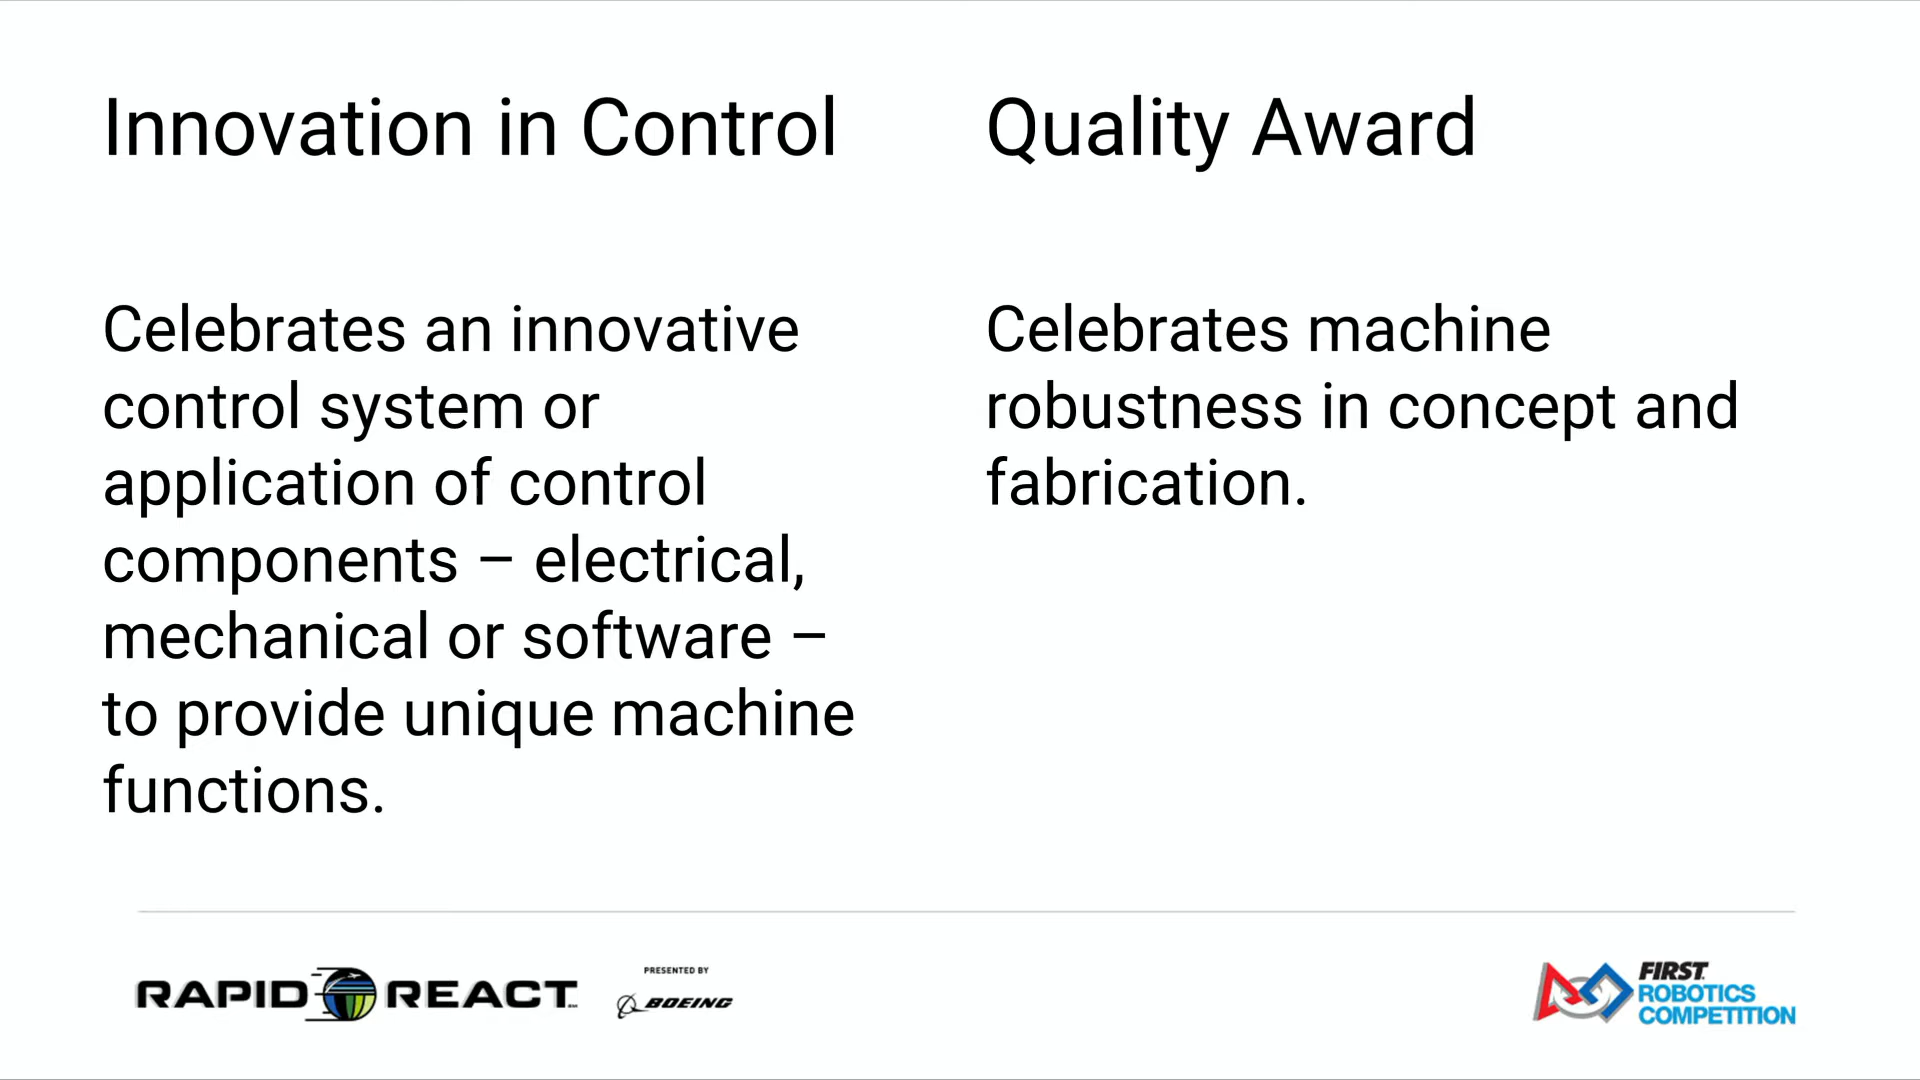 Innovation in Control
Celebrates an innovative
control system or
application of control
components – electrical,
mechanical or software –
to provide unique machine
functions.
Quality Award
Celebrates machine
robustness in concept and
fabrication.
RAPID REACT
PRESENTED BY
BOEING
FIRST
ROBOTICS
COMPETITION